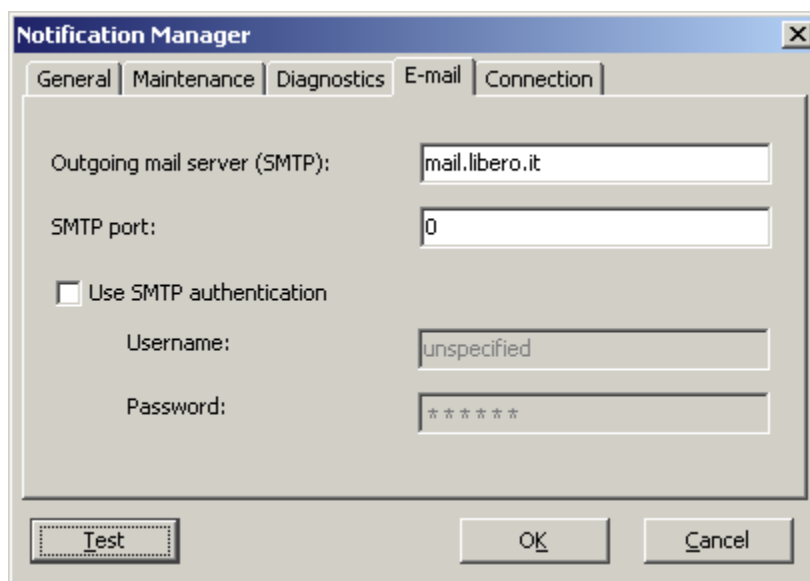 Notification Manager
General Maintenance Diagnostics E-mail Connection
Outgoing mail server (SMTP): mail.libero.it
SMTP port: 0
Use SMTP authentication
Username: unspecified
Password: ******
Test OK Cancel